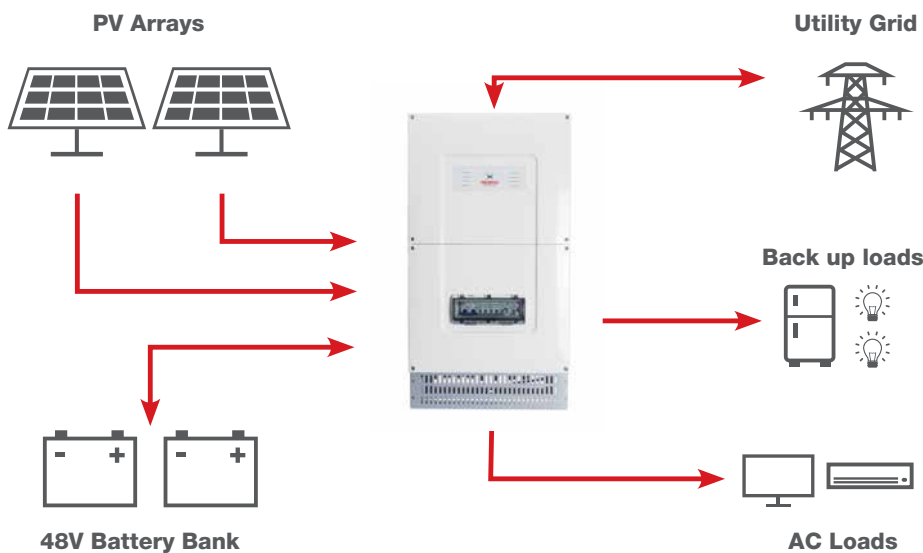 PV Arrays
Utility Grid
Back up loads
48V Battery Bank
AC Loads